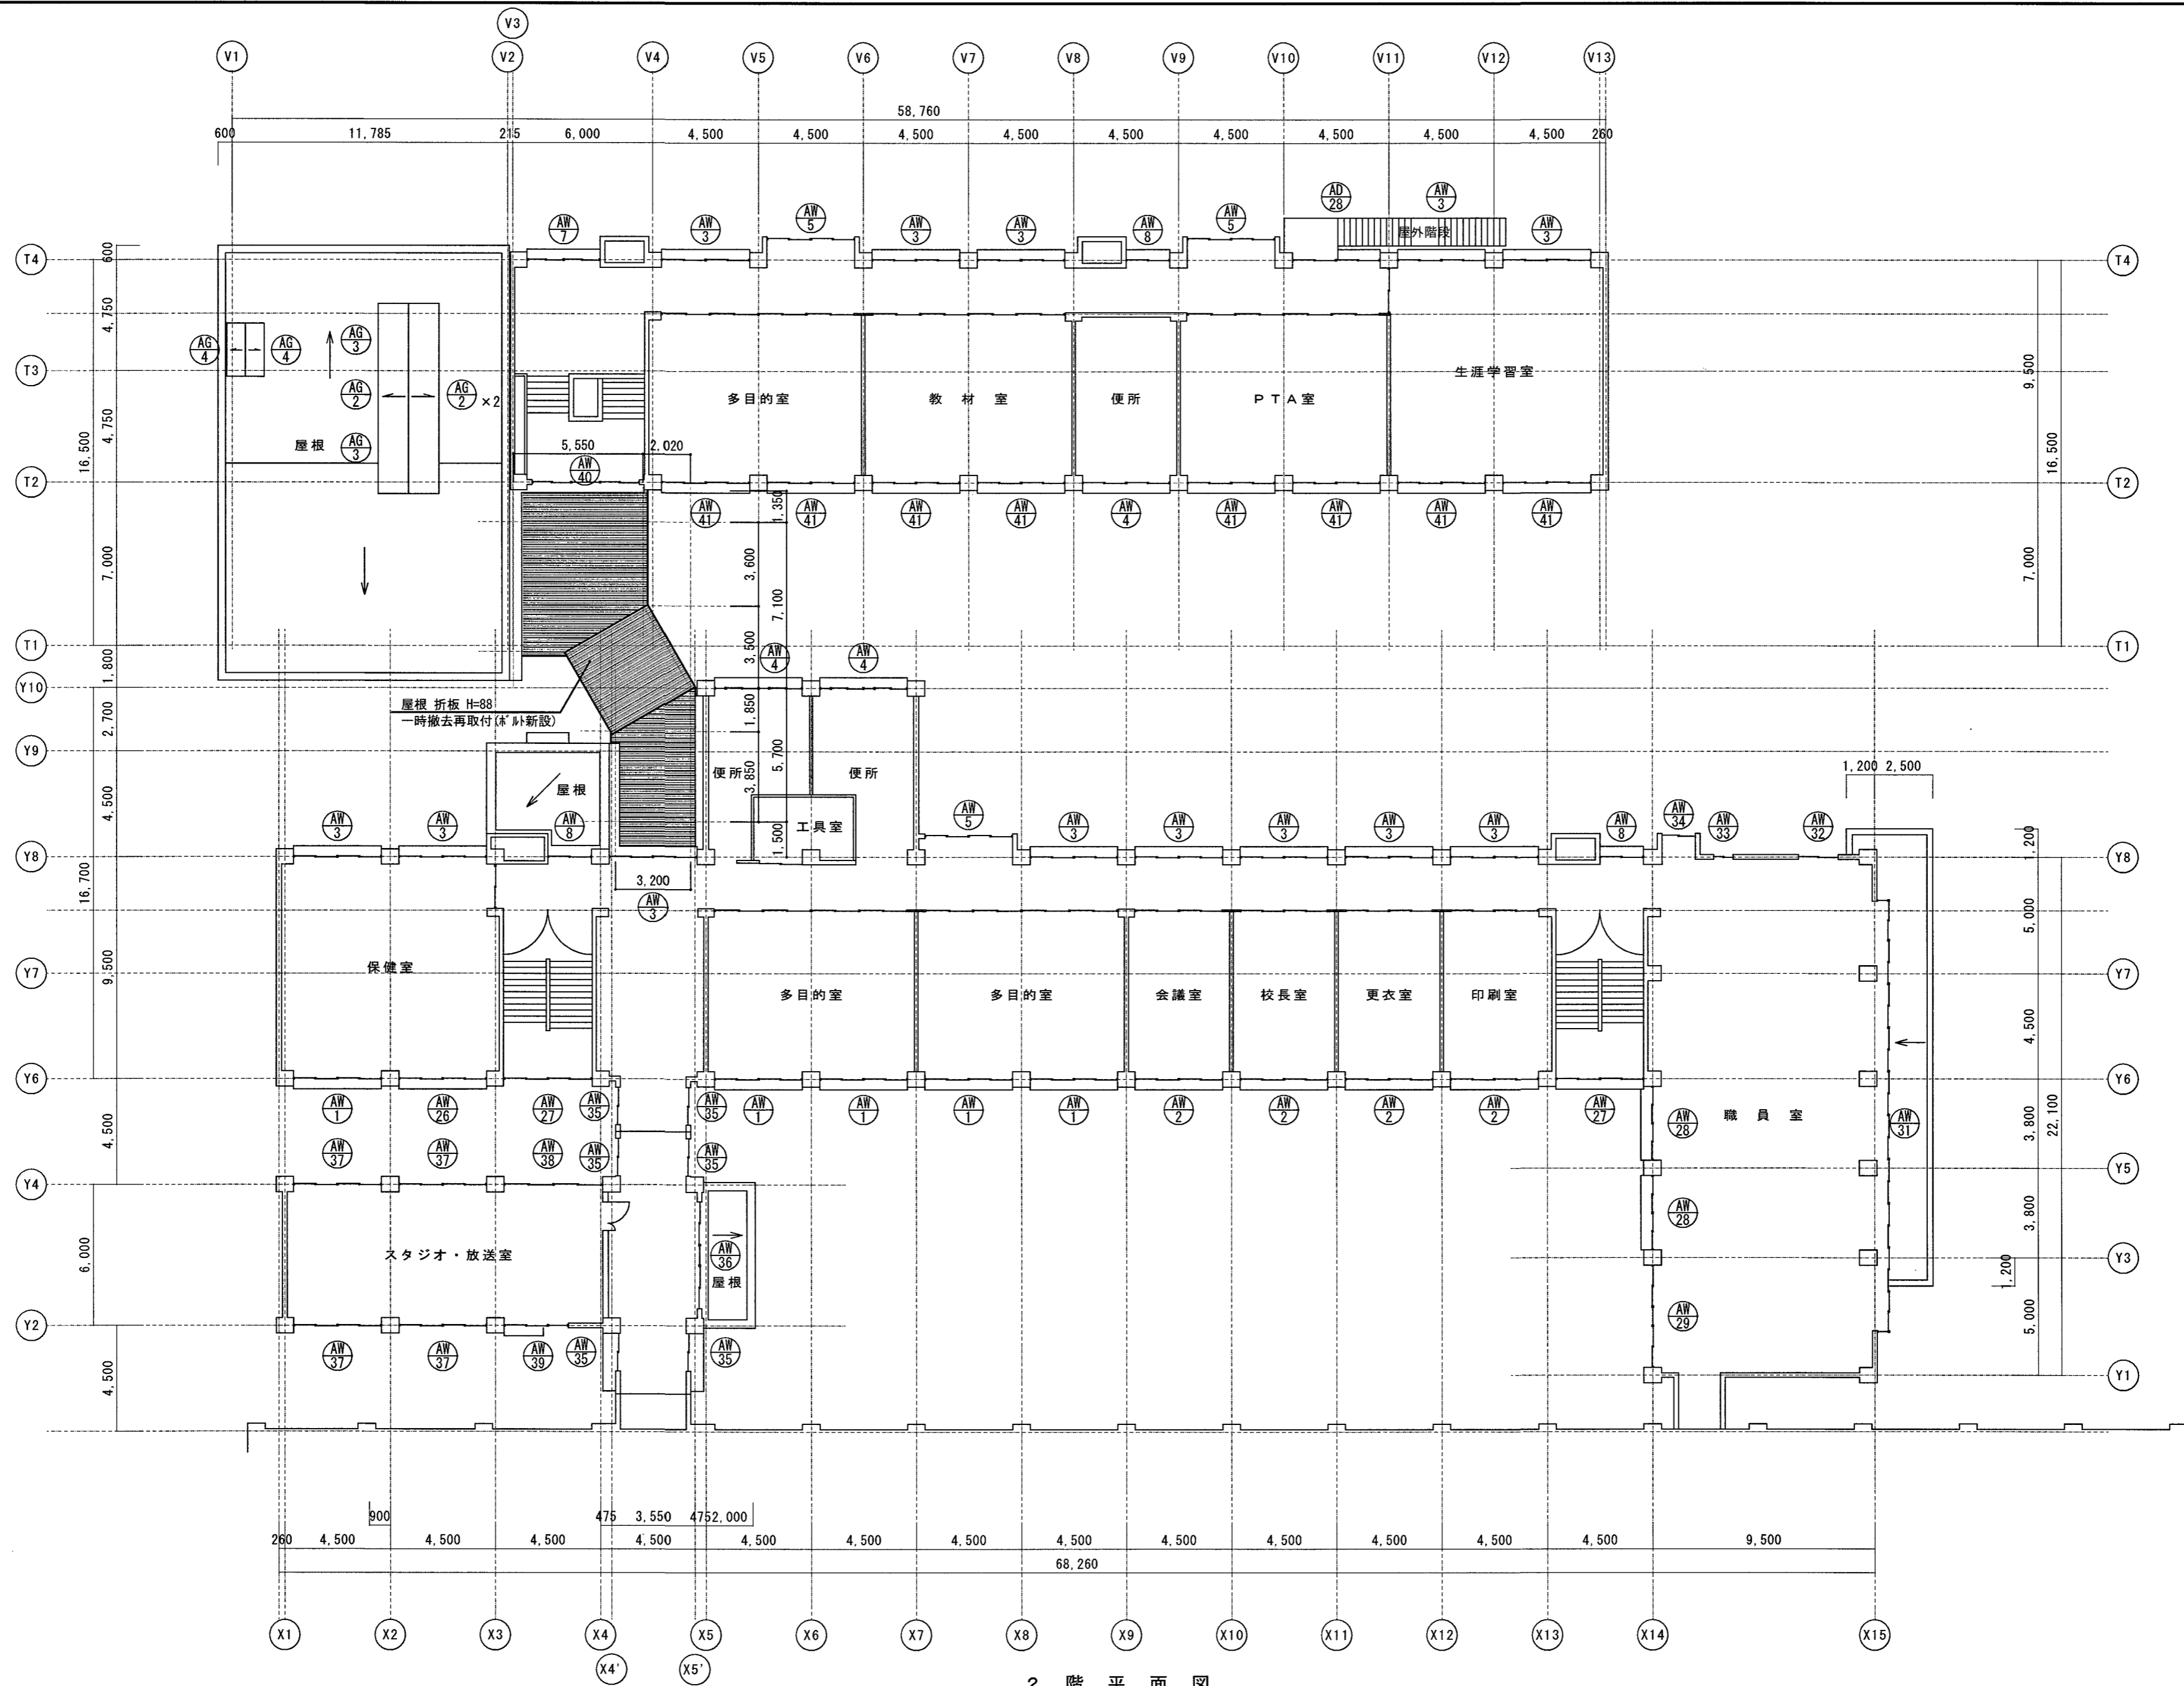 V3
V1 V2 V4 V5 V6 V7 V8 V9 V10 V11 V12 V13
58,760
600 11,785 215 6,000 4,500 4,500 4,500 4,500 4,500 4,500 4,500 4,500 4,500 260
AW 7
AW 3
AW 5
AW 3
AW 3
AW 8
AW 5
AD 28
AW 3
AW 3
屋外階段
T4 600 T4
4,750
AG 4
AG 4
AG 3
T3 9,500
生涯学習室
AG 2
AG 2 ×2
多目的室 教材室 便所 PTA室
屋根
AG 3
16,500 4,750 16,500
5,550 2,020
AW 40
T2 T2
1,350
AW 41
AW 41
AW 41
AW 41
AW 4
AW 41
AW 41
AW 41
AW 41
7,000 3,600 7,000
7,100
3,500
T1 T1
1,800
AW 4
AW 4
Y10
屋根 折板 H=88
一時撤去再取付(ボルト新設)
2,700 1,850
Y9 5,700
便所 便所
3,850
1,200 2,500
屋根
4,500
工具室
1,500
AW 3
AW 3
AW 8
AW 5
AW 3
AW 3
AW 3
AW 3
AW 3
AW 8
AW 34
AW 33
AW 32
1,200
Y8 Y8
3,200
AW 3
16,700 5,000
9,500
Y7 保健室 Y7
多目的室 多目的室 会議室 校長室 更衣室 印刷室
4,500
Y6 Y6
AW 1
AW 26
AW 27
AW 35
AW 35
AW 1
AW 1
AW 1
AW 1
AW 2
AW 2
AW 2
AW 2
AW 27
職員室
AW 28
AW 31
4,500 3,800 22,100
AW 37
AW 37
AW 38
AW 35
AW 35
Y5
Y4
AW 28
3,800
6,000
スタジオ・放送室
AW 36
屋根
Y3
1,200
AW 29
5,000
Y2
AW 37
AW 37
AW 39
AW 35
AW 35
4,500
Y1
900 475 3,550 475 2,000
260 4,500 4,500 4,500 4,500 4,500 4,500 4,500 4,500 4,500 4,500 4,500 4,500 4,500 9,500
68,260
X1 X2 X3 X4 X5 X6 X7 X8 X9 X10 X11 X12 X13 X14 X15
X4' X5'
2階平面図